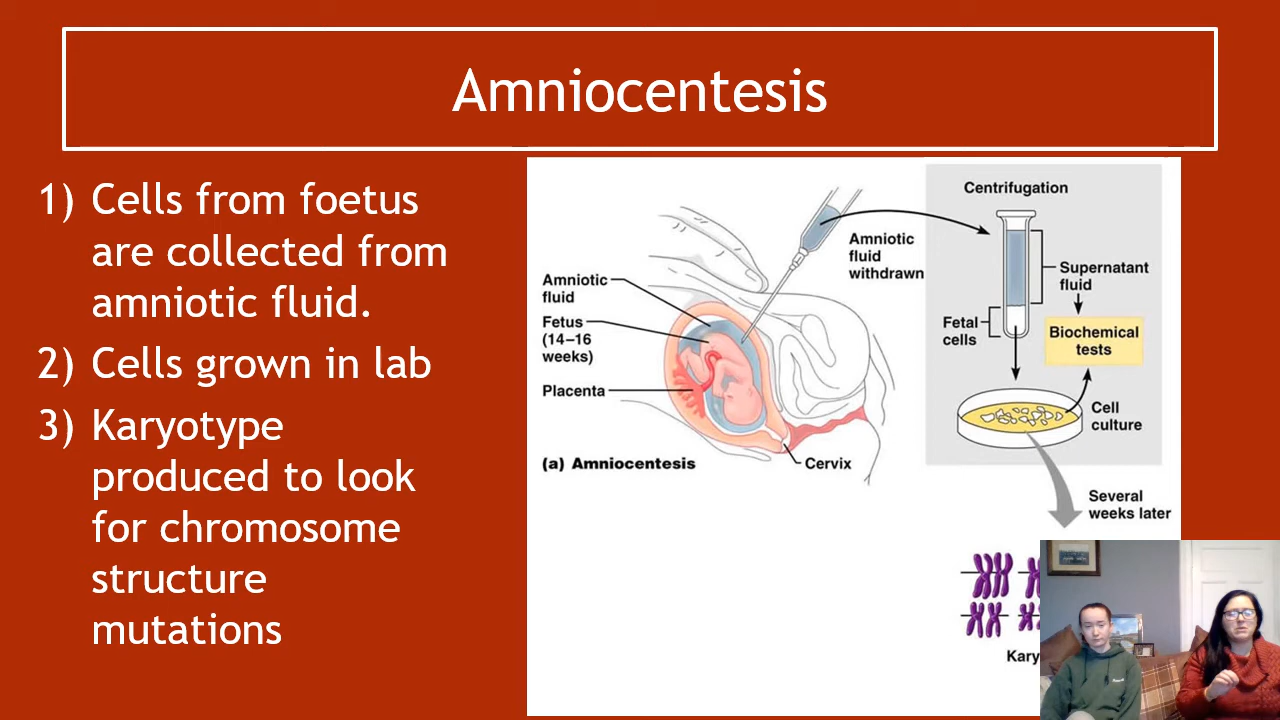 Amniocentesis
1) Cells from foetus
are collected from
amniotic fluid.
2) Cells grown in lab
3) Karyotype
produced to look
for chromosome
structure
mutations
Centrifugation
Amniotic
fluid
withdrawn
Supernatant
fluid
Amniotic
fluid
Fetus
(14–16
weeks)
Placenta
Fetal
cells
Biochemical
tests
Cell
culture
(a) Amniocentesis
Cervix
Several
weeks later
Kary